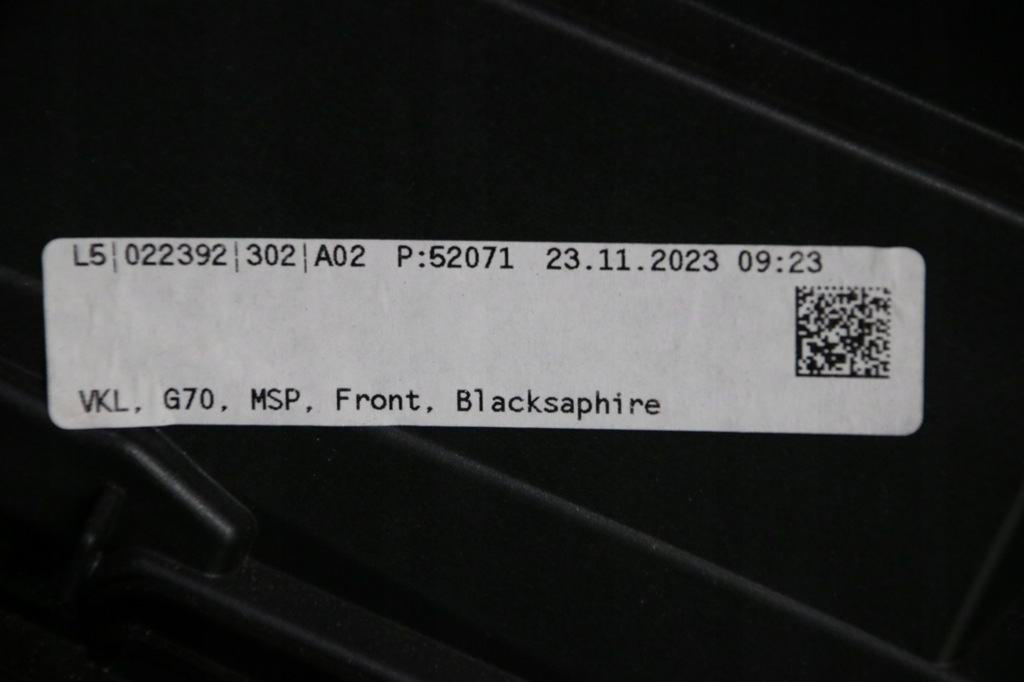 L5|022392|302|A02 P:52071 23.11.2023 09:23
VKL, G70, MSP, Front, Blacksaphire